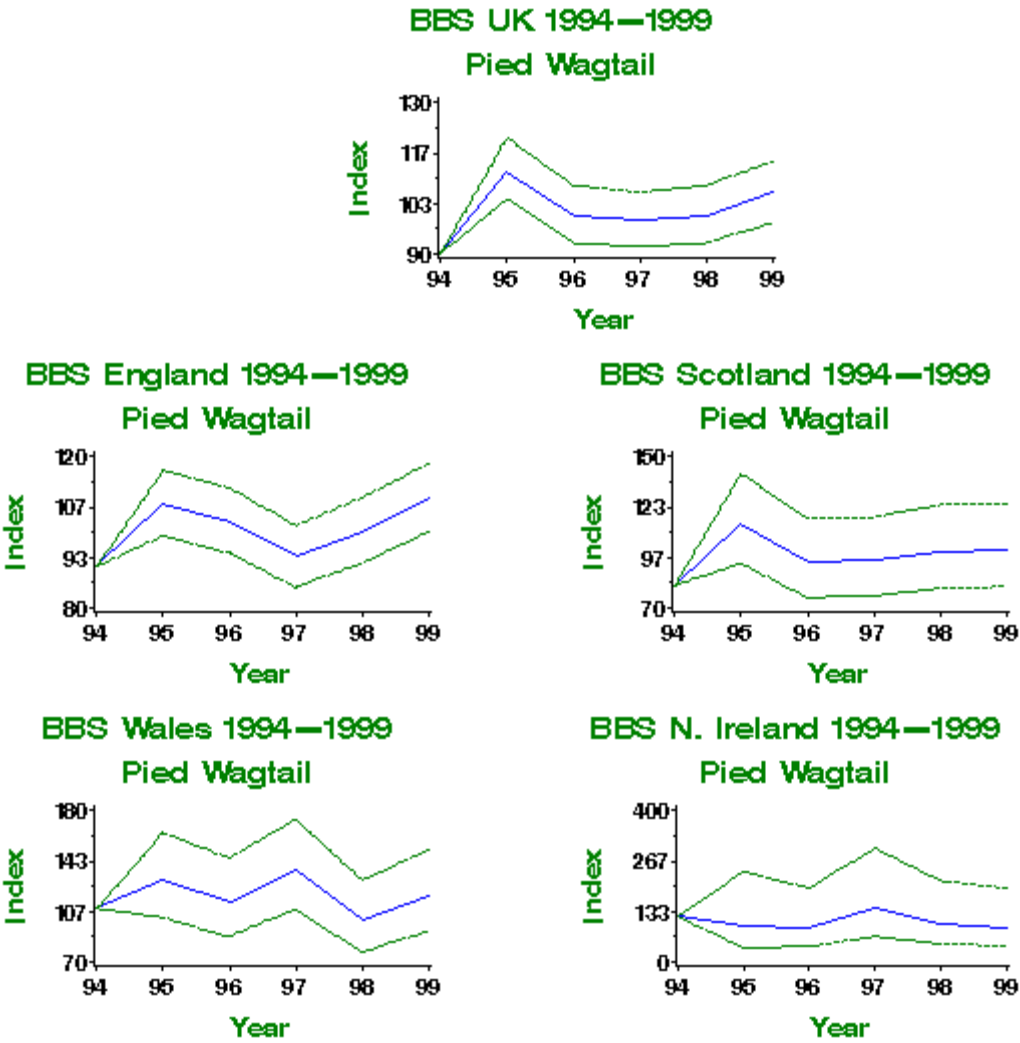 BBS UK 1994—1999
Pied Wagtail
130
117
103
90
Index
94 95 96 97 98 99
Year
BBS England 1994—1999
Pied Wagtail
120
107
93
80
Index
94 95 96 97 98 99
Year
BBS Scotland 1994—1999
Pied Wagtail
150
123
97
70
Index
94 95 96 97 98 99
Year
BBS Wales 1994—1999
Pied Wagtail
180
143
107
70
Index
94 95 96 97 98 99
Year
BBS N. Ireland 1994—1999
Pied Wagtail
400
267
133
0
Index
94 95 96 97 98 99
Year